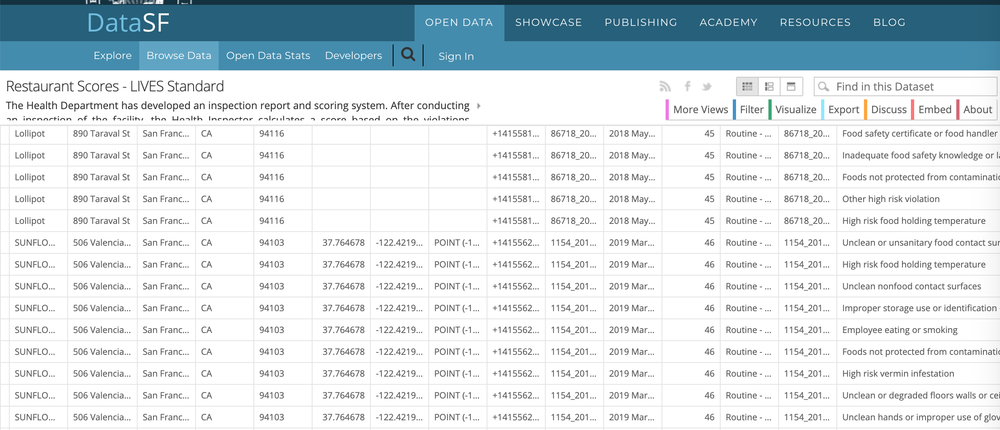 DataSF
OPEN DATA SHOWCASE PUBLISHING ACADEMY RESOURCES BLOG
Explore Browse Data Open Data Stats Developers Sign In
Restaurant Scores - LIVES Standard
Find in this Dataset
The Health Department has developed an inspection report and scoring system. After conducting
an inspection of the facility, the Health Inspector calculates a score based on the violations
More Views Filter Visualize Export Discuss Embed About
Lollipot 890 Taraval St San Franc... CA 94116 +1415581... 86718_20... 2018 May... 45 Routine - ... 86718_20... Food safety certificate or food handler
Lollipot 890 Taraval St San Franc... CA 94116 +1415581... 86718_20... 2018 May... 45 Routine - ... 86718_20... Inadequate food safety knowledge or
Lollipot 890 Taraval St San Franc... CA 94116 +1415581... 86718_20... 2018 May... 45 Routine - ... 86718_20... Foods not protected from
Lollipot 890 Taraval St San Franc... CA 94116 +1415581... 86718_20... 2018 May... 45 Routine - ... 86718_20... Other high risk violation
Lollipot 890 Taraval St San Franc... CA 94116 +1415581... 86718_20... 2018 May... 45 Routine - ... 86718_20... High risk food holding temperature
SUNFLO... 506 Valencia... San Franc... CA 94103 37.764678 -122.4219... POINT (-1... +1415562... 1154_201... 2019 Mar... 46 Routine - ... 1154_201... Unclean or unsanitary food contact
SUNFLO... 506 Valencia... San Franc... CA 94103 37.764678 -122.4219... POINT (-1... +1415562... 1154_201... 2019 Mar... 46 Routine - ... 1154_201... High risk food holding temperature
SUNFLO... 506 Valencia... San Franc... CA 94103 37.764678 -122.4219... POINT (-1... +1415562... 1154_201... 2019 Mar... 46 Routine - ... 1154_201... Unclean nonfood contact surfaces
SUNFLO... 506 Valencia... San Franc... CA 94103 37.764678 -122.4219... POINT (-1... +1415562... 1154_201... 2019 Mar... 46 Routine - ... 1154_201... Improper storage use or identification
SUNFLO... 506 Valencia... San Franc... CA 94103 37.764678 -122.4219... POINT (-1... +1415562... 1154_201... 2019 Mar... 46 Routine - ... 1154_201... Employee eating or smoking
SUNFLO... 506 Valencia... San Franc... CA 94103 37.764678 -122.4219... POINT (-1... +1415562... 1154_201... 2019 Mar... 46 Routine - ... 1154_201... Foods not protected from
SUNFLO... 506 Valencia... San Franc... CA 94103 37.764678 -122.4219... POINT (-1... +1415562... 1154_201... 2019 Mar... 46 Routine - ... 1154_201... High risk vermin infestation
SUNFLO... 506 Valencia... San Franc... CA 94103 37.764678 -122.4219... POINT (-1... +1415562... 1154_201... 2019 Mar... 46 Routine - ... 1154_201... Unclean or degraded floors walls or
SUNFLO... 506 Valencia... San Franc... CA 94103 37.764678 -122.4219... POINT (-1... +1415562... 1154_201... 2019 Mar... 46 Routine - ... 1154_201... Unclean hands or improper use of